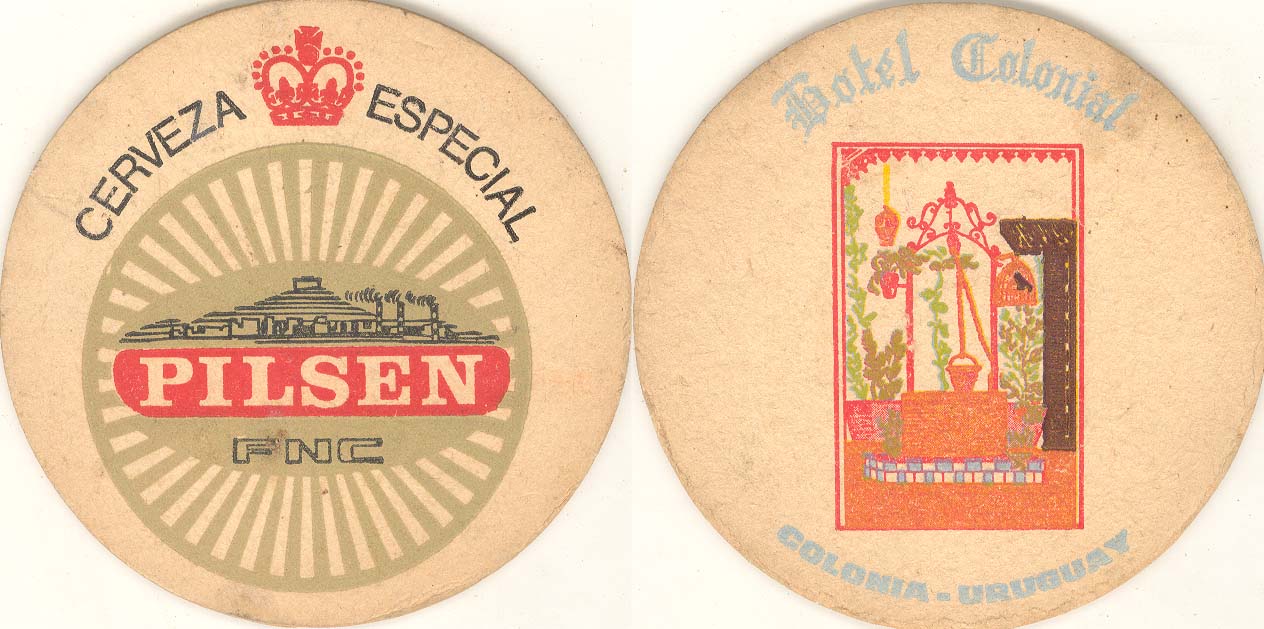 CERVEZA ESPECIAL
PILSEN
FNC
Hotel Colonial
COLONIA - URUGUAY